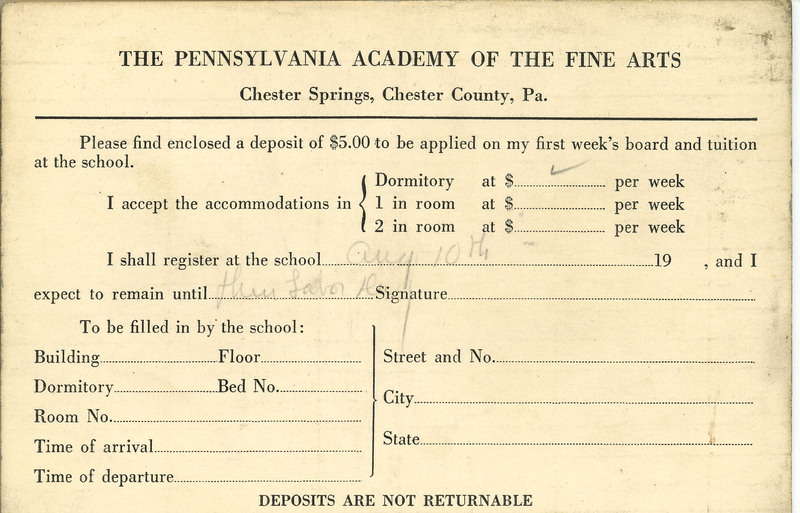 THE PENNSYLVANIA ACADEMY OF THE FINE ARTS
Chester Springs, Chester County, Pa.
Please find enclosed a deposit of $5.00 to be applied on my first week's board and tuition
at the school.
I accept the accommodations in
Dormitory at $ ✓ per week
1 in room at $ per week
2 in room at $ per week
I shall register at the school Aug 10th 19 , and I
expect to remain until thru Labor Day Signature
To be filled in by the school:
Building Floor
Dormitory Bed No.
Room No.
Time of arrival
Time of departure
Street and No.
City
State
DEPOSITS ARE NOT RETURNABLE